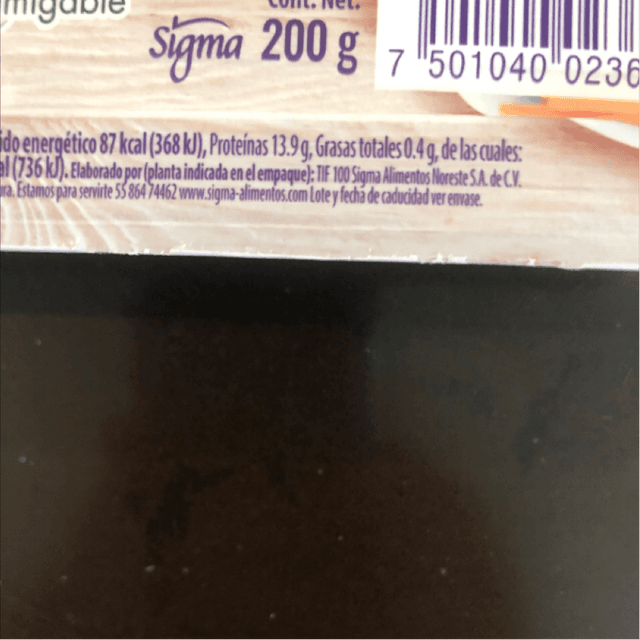 migable
Cont. Net.
Sigma 200 g
7 501040 0236
ido energético 87 kcal (368 kJ), Proteínas 13.9 g, Grasas totales 0.4 g, de las cuales:
al (736 kJ). Elaborado por (planta indicada en el empaque): TIF 100 Sigma Alimentos Noreste S.A. de C.V.
ra. Estamos para servirte 55 864 74462 www.sigma-alimentos.com Lote y fecha de caducidad ver envase.